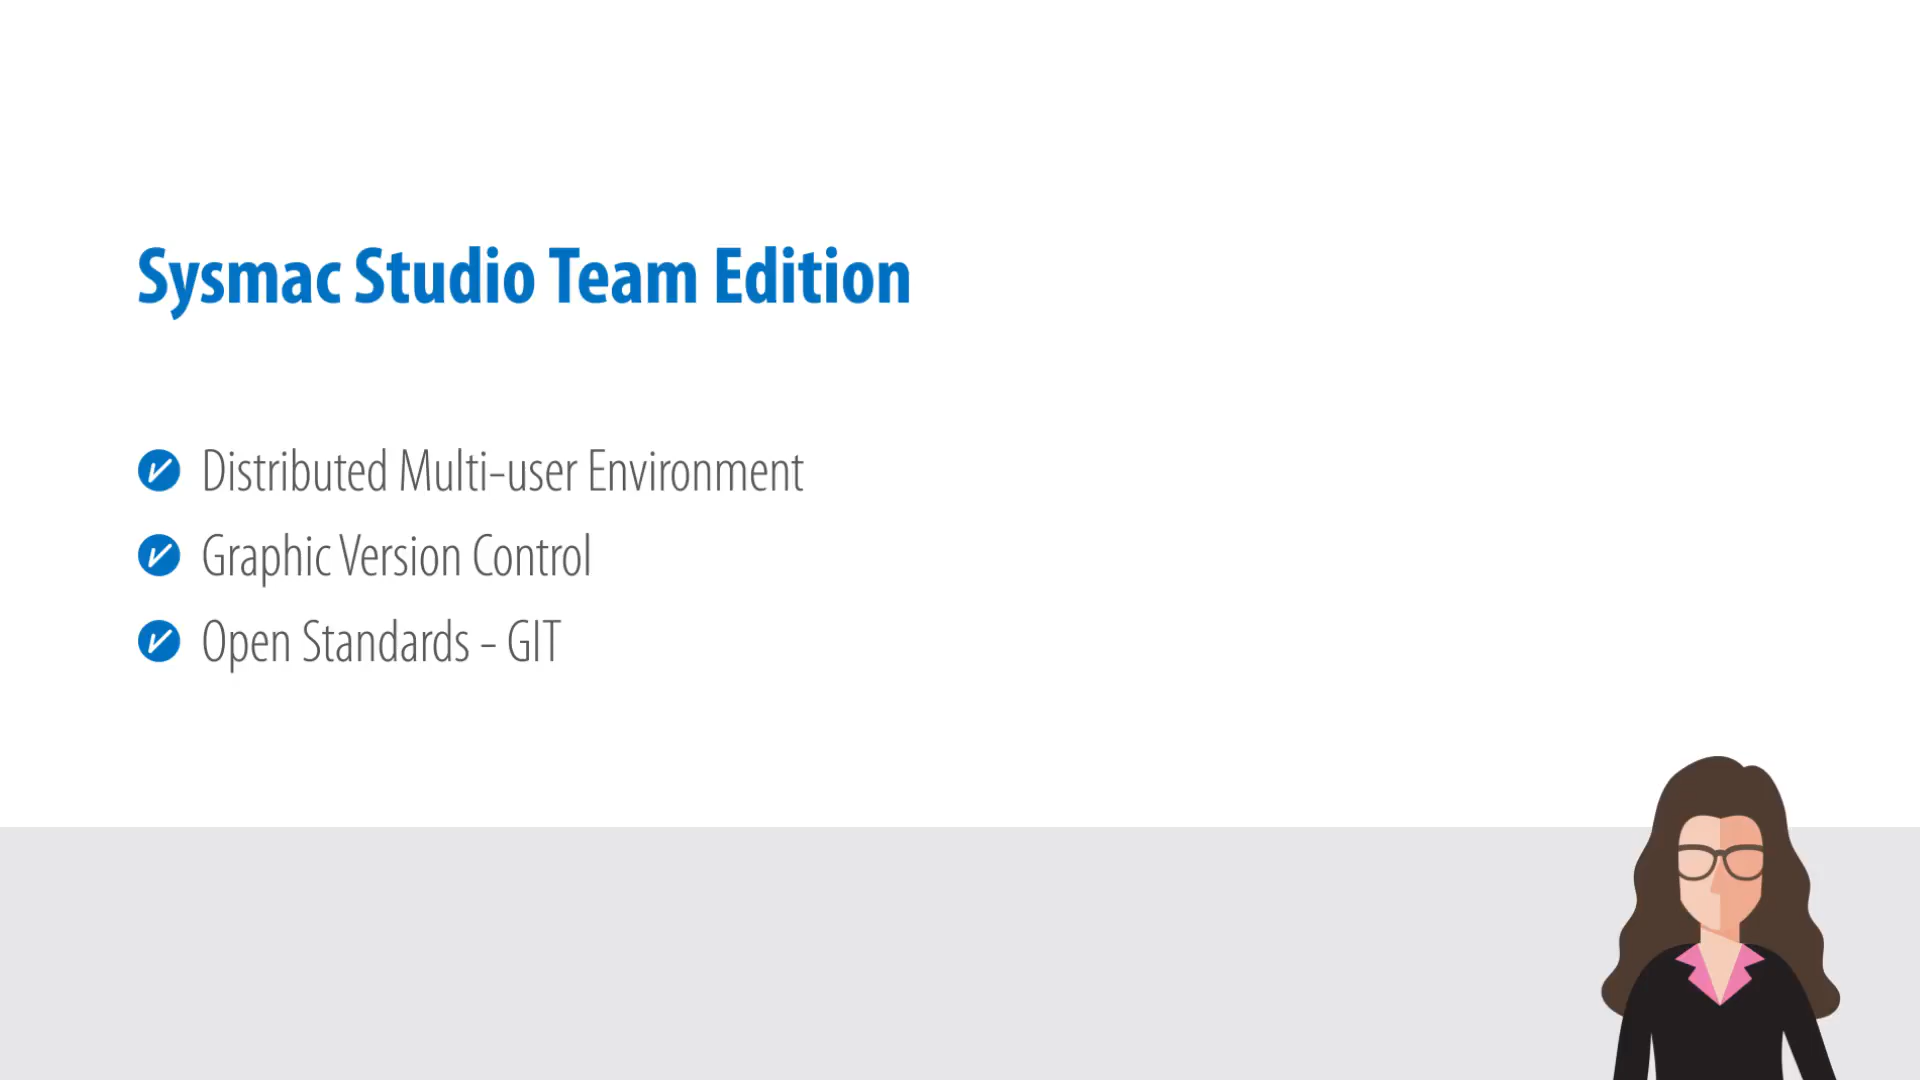 Sysmac Studio Team Edition
Distributed Multi-user Environment
Graphic Version Control
Open Standards - GIT